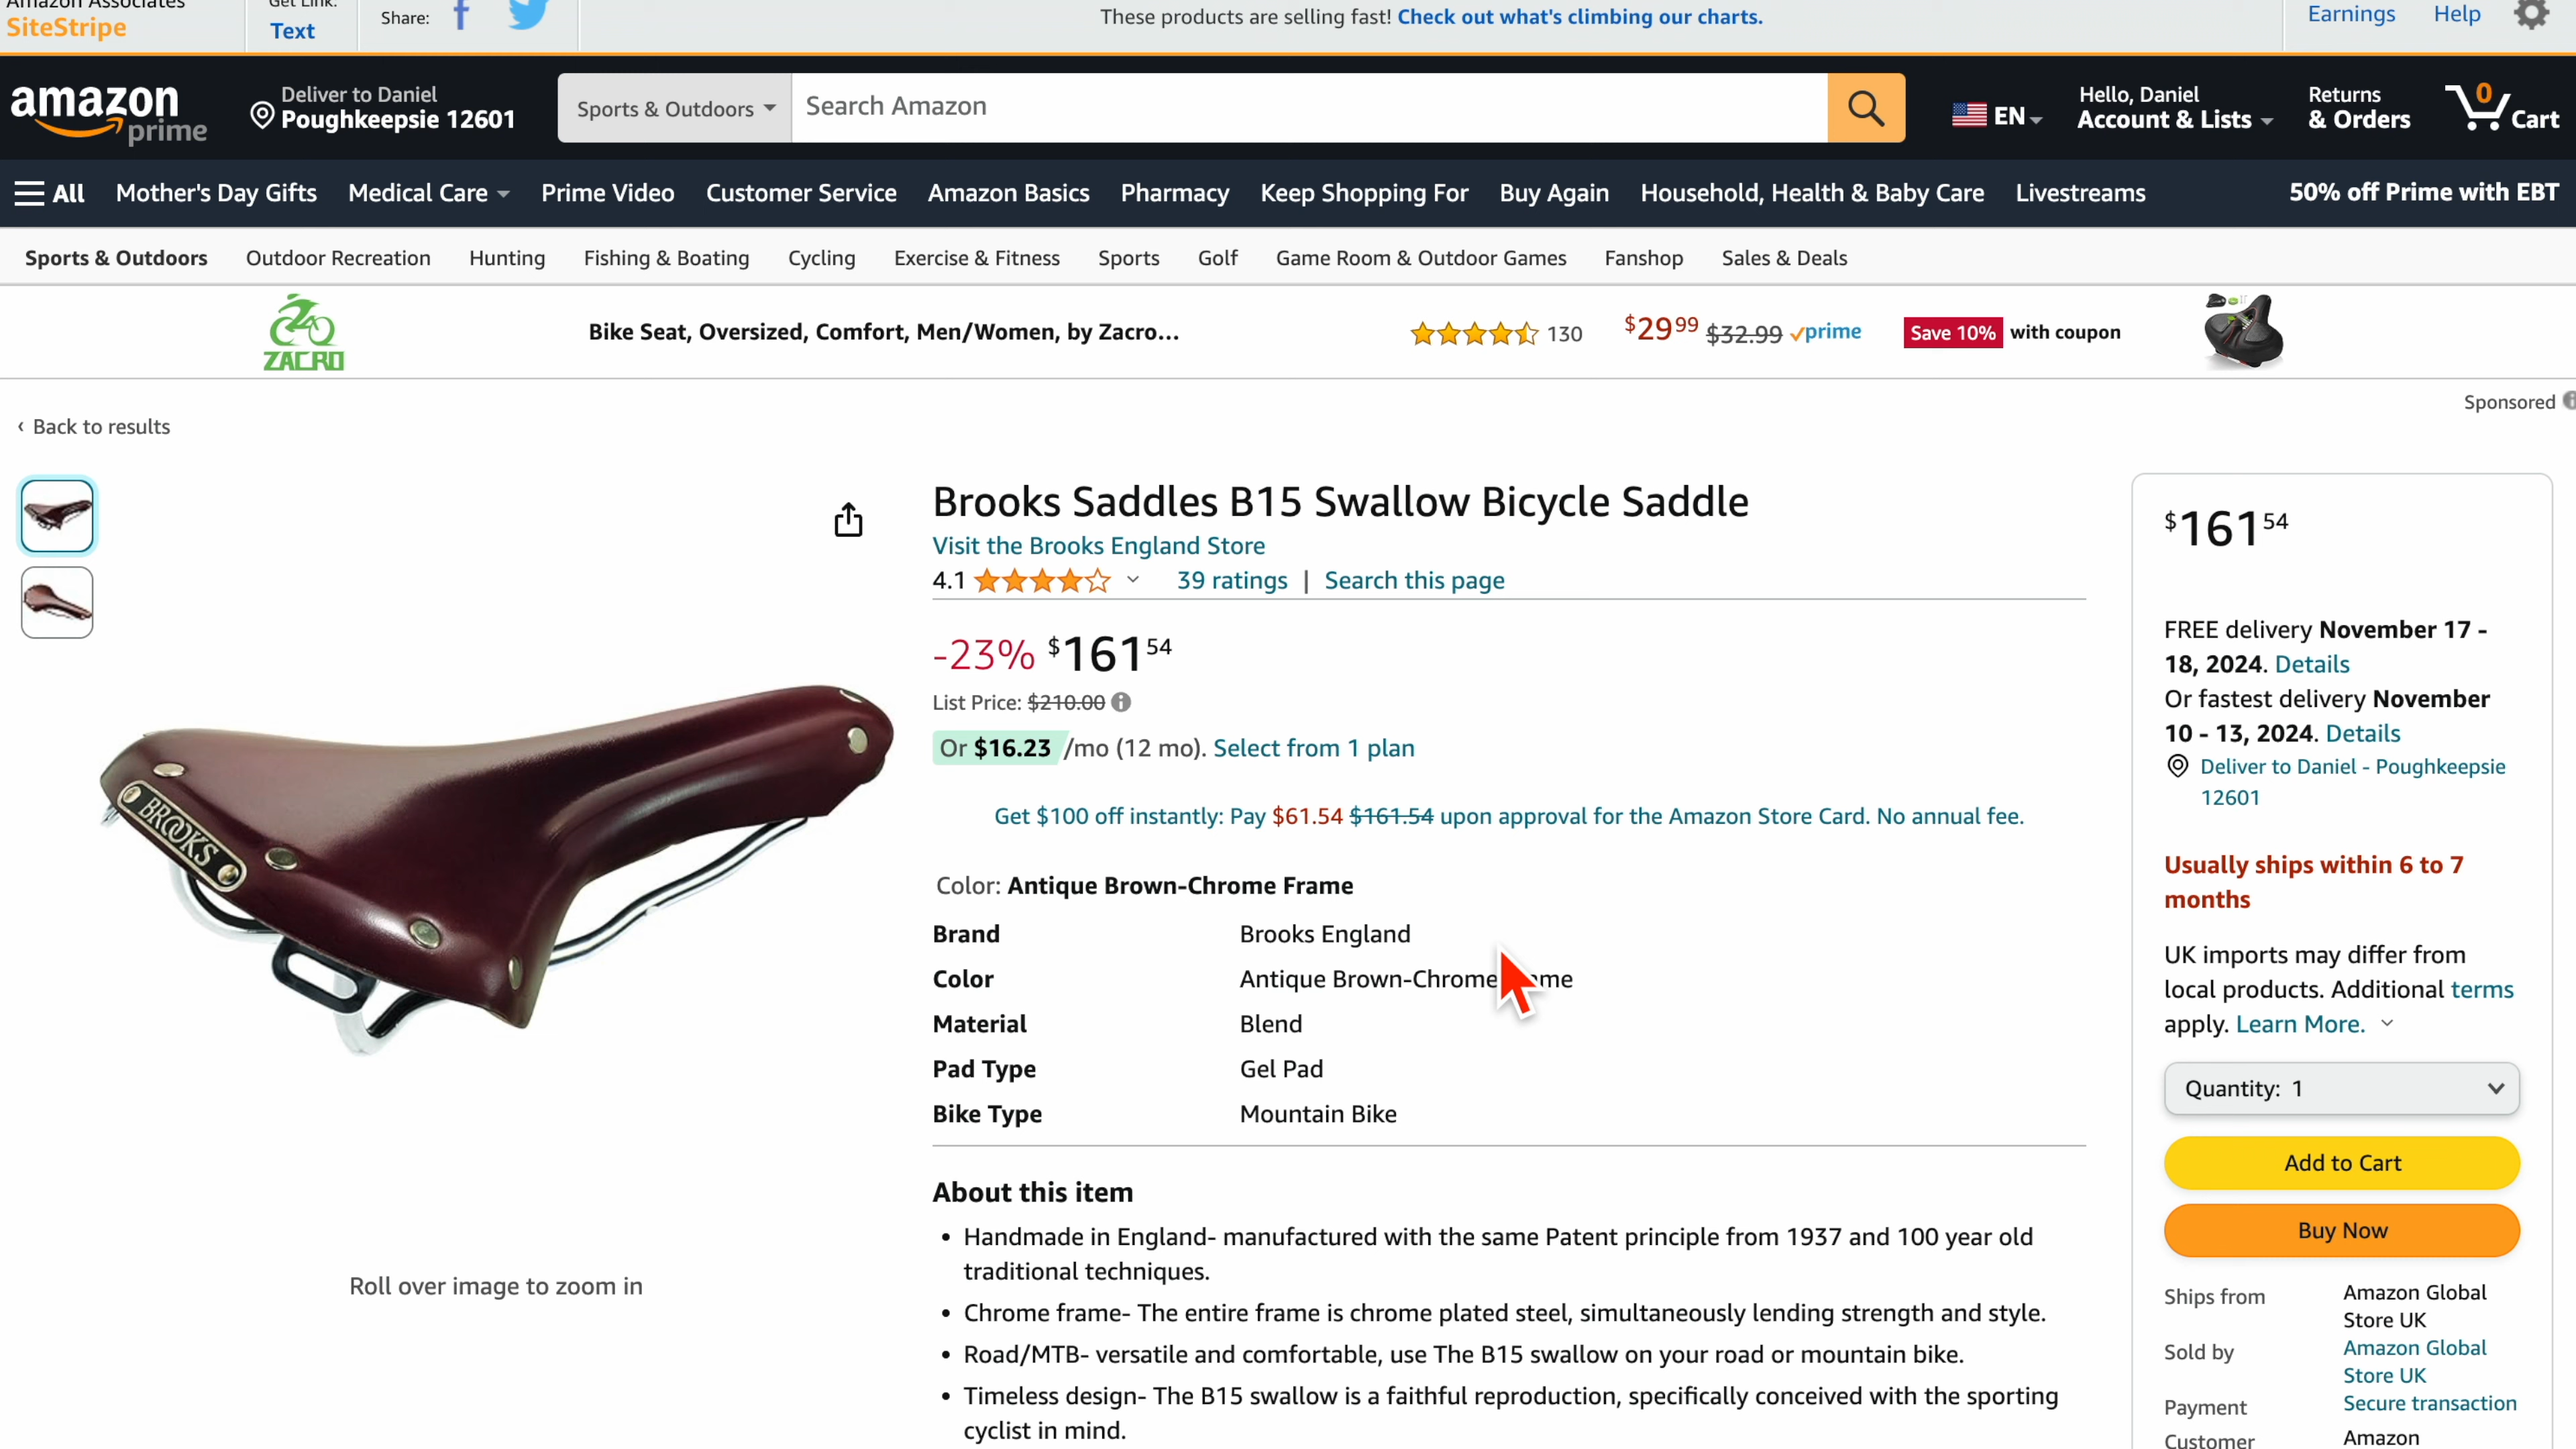 Amazon Associates
SiteStripe
Get Link:
Text
Share:
These products are selling fast! Check out what's climbing our charts.
Earnings
Help
amazon
prime
Deliver to Daniel
Poughkeepsie 12601
Sports & Outdoors
Search Amazon
EN
Hello, Daniel
Account & Lists
Returns
& Orders
0
Cart
All
Mother's Day Gifts
Medical Care
Prime Video
Customer Service
Amazon Basics
Pharmacy
Keep Shopping For
Buy Again
Household, Health & Baby Care
Livestreams
50% off Prime with EBT
Sports & Outdoors
Outdoor Recreation
Hunting
Fishing & Boating
Cycling
Exercise & Fitness
Sports
Golf
Game Room & Outdoor Games
Fanshop
Sales & Deals
ZACRO
Bike Seat, Oversized, Comfort, Men/Women, by Zacro...
130
$29 99 $32.99 prime
Save 10% with coupon
Sponsored
‹ Back to results
Brooks Saddles B15 Swallow Bicycle Saddle
Visit the Brooks England Store
4.1
39 ratings | Search this page
-23% $161 54
List Price: $210.00
Or $16.23 /mo (12 mo). Select from 1 plan
Get $100 off instantly: Pay $61.54 $161.54 upon approval for the Amazon Store Card. No annual fee.
Color: Antique Brown-Chrome Frame
Brand Brooks England
Color Antique Brown-Chrome
Material Blend
Pad Type Gel Pad
Bike Type Mountain Bike
About this item
• Handmade in England- manufactured with the same Patent principle from 1937 and 100 year old
traditional techniques.
• Chrome frame- The entire frame is chrome plated steel, simultaneously lending strength and style.
• Road/MTB- versatile and comfortable, use The B15 swallow on your road or mountain bike.
• Timeless design- The B15 swallow is a faithful reproduction, specifically conceived with the sporting
cyclist in mind.
BROOKS
Roll over image to zoom in
$161 54
FREE delivery November 17 -
18, 2024. Details
Or fastest delivery November
10 - 13, 2024. Details
Deliver to Daniel - Poughkeepsie
12601
Usually ships within 6 to 7
months
UK imports may differ from
local products. Additional terms
apply. Learn More.
Quantity: 1
Add to Cart
Buy Now
Ships from
Amazon Global
Store UK
Sold by
Amazon Global
Store UK
Payment
Secure transaction
Customer
Amazon